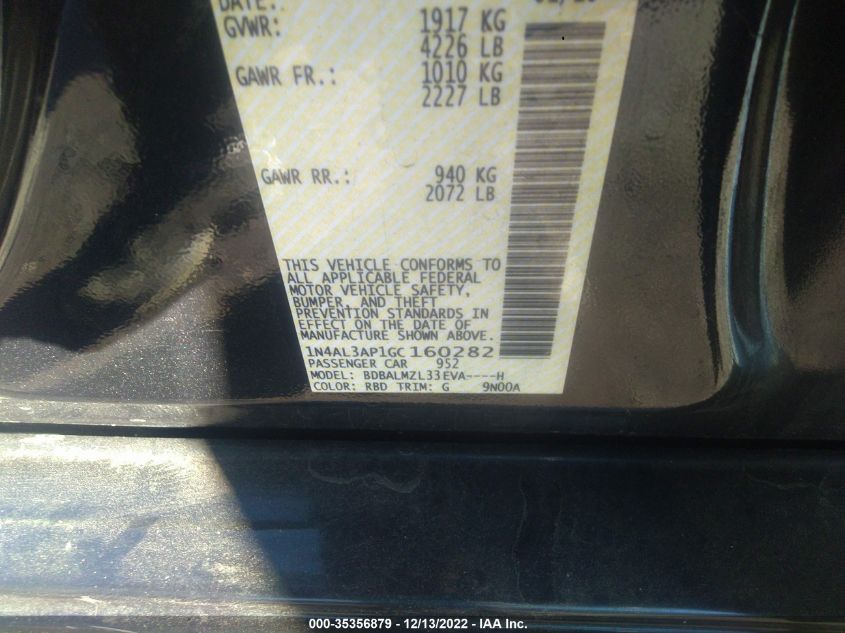 DATE:
GVWR: 1917 KG
4226 LB
GAWR FR.: 1010 KG
2227 LB
GAWR RR.: 940 KG
2072 LB
THIS VEHICLE CONFORMS TO
ALL APPLICABLE FEDERAL
MOTOR VEHICLE SAFETY,
BUMPER, AND THEFT
PREVENTION STANDARDS IN
EFFECT ON THE DATE OF
MANUFACTURE SHOWN ABOVE.
1N4AL3AP1GC160282
PASSENGER CAR 952
MODEL: BDBALMZL33EVA----H
COLOR: RBD TRIM: G 9N00A
000-35356879 - 12/13/2022 - IAA Inc.